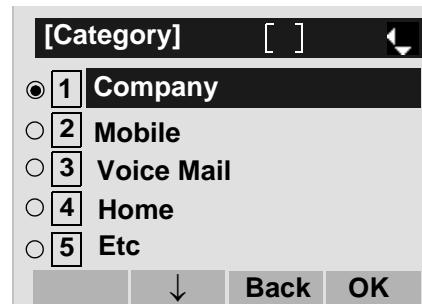 [Category] [ ]
1 Company
2 Mobile
3 Voice Mail
4 Home
5 Etc
↓ Back OK